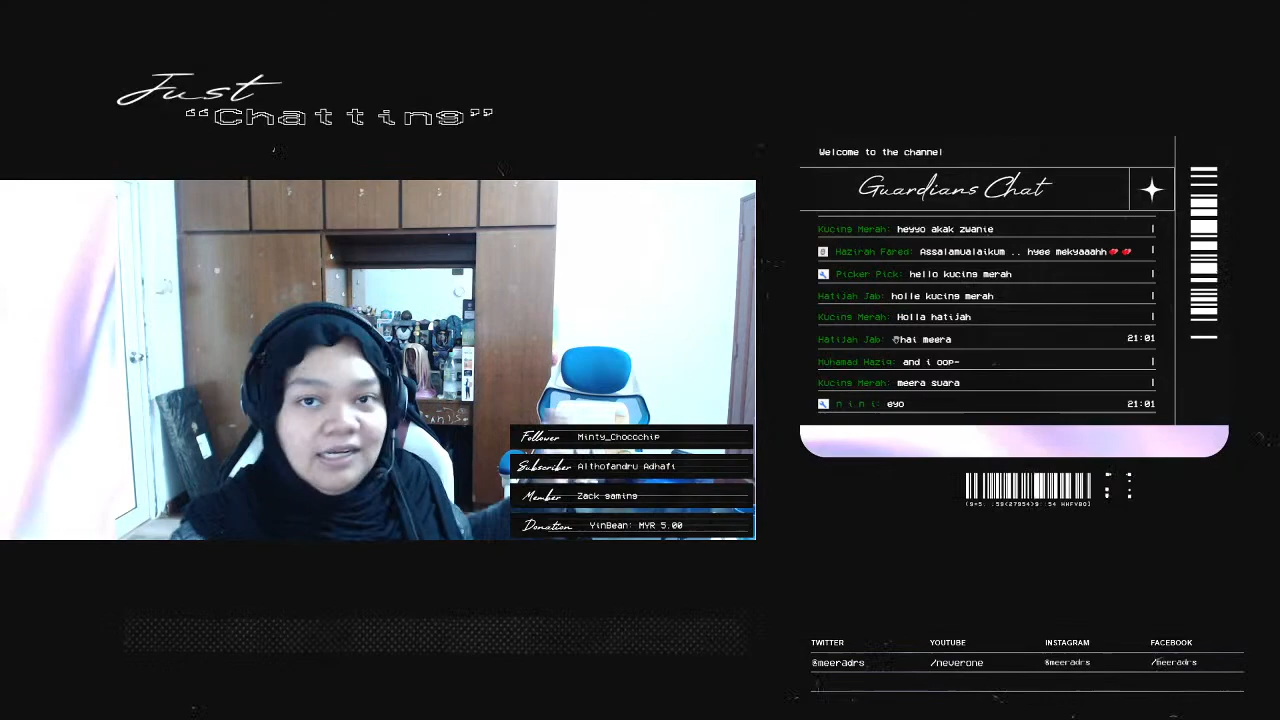 Just
“Chatting”
Welcome to the channel
Guardians Chat
Kucing Merah: heyyo akak zwanie
Hazirah Fared: Assalamualaikum .. hyee mekyaaahh
Picker Pick: hello kucing merah
Hatijah Jab: holle kucing merah
Kucing Merah: Holla hatijah
Hatijah Jab: hai meera 21:01
Muhamad Haziq: and i oop-
Kucing Merah: meera suara
n i n i: eyo 21:01
Follower Minty_Chocochip
Subscriber Althofandru Adhafi
Member Zack gaming
Donation YinBean: MYR 5.00
TWITTER YOUTUBE INSTAGRAM FACEBOOK
@meeradrs /neverone @meeradrs /meeradrs